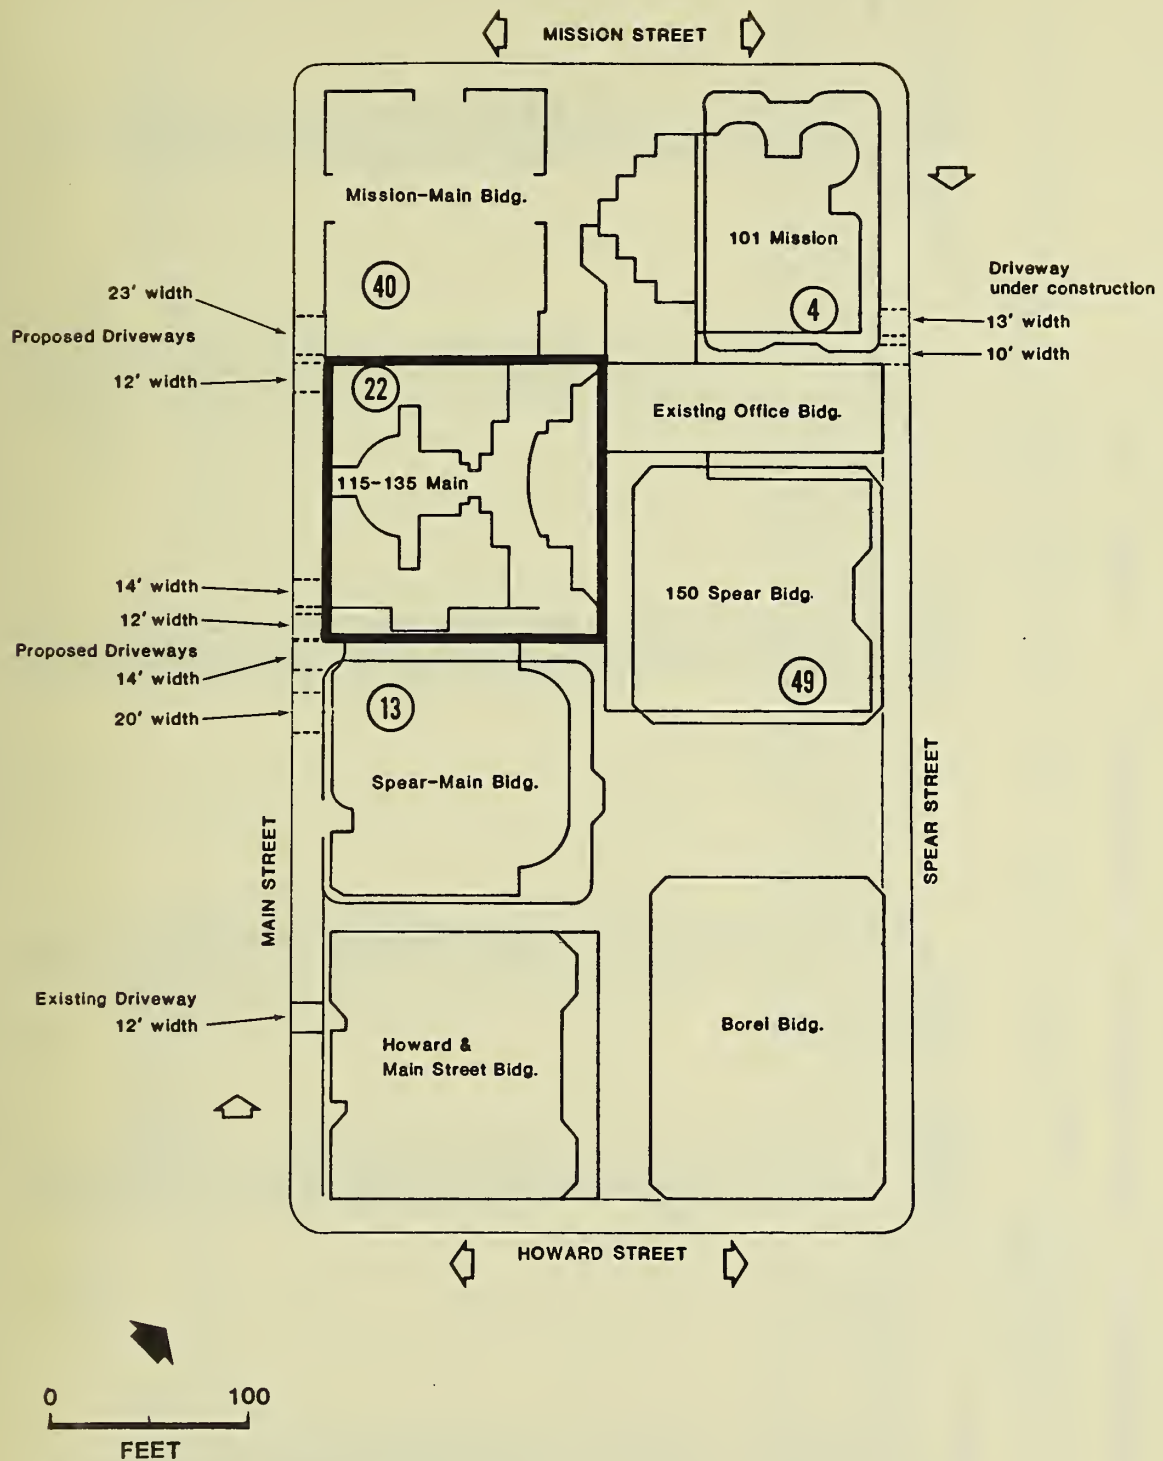 MISSION STREET
Mission-Main Bldg.
101 Mission
40
4
23' width
Proposed Driveways
12' width
Driveway
under construction
13' width
10' width
22
Existing Office Bldg.
115-135 Main
150 Spear Bldg.
14' width
12' width
Proposed Driveways
14' width
20' width
49
13
Spear-Main Bldg.
MAIN STREET
SPEAR STREET
Existing Driveway
12' width
Howard &
Main Street Bldg.
Borel Bldg.
HOWARD STREET
0 100
FEET